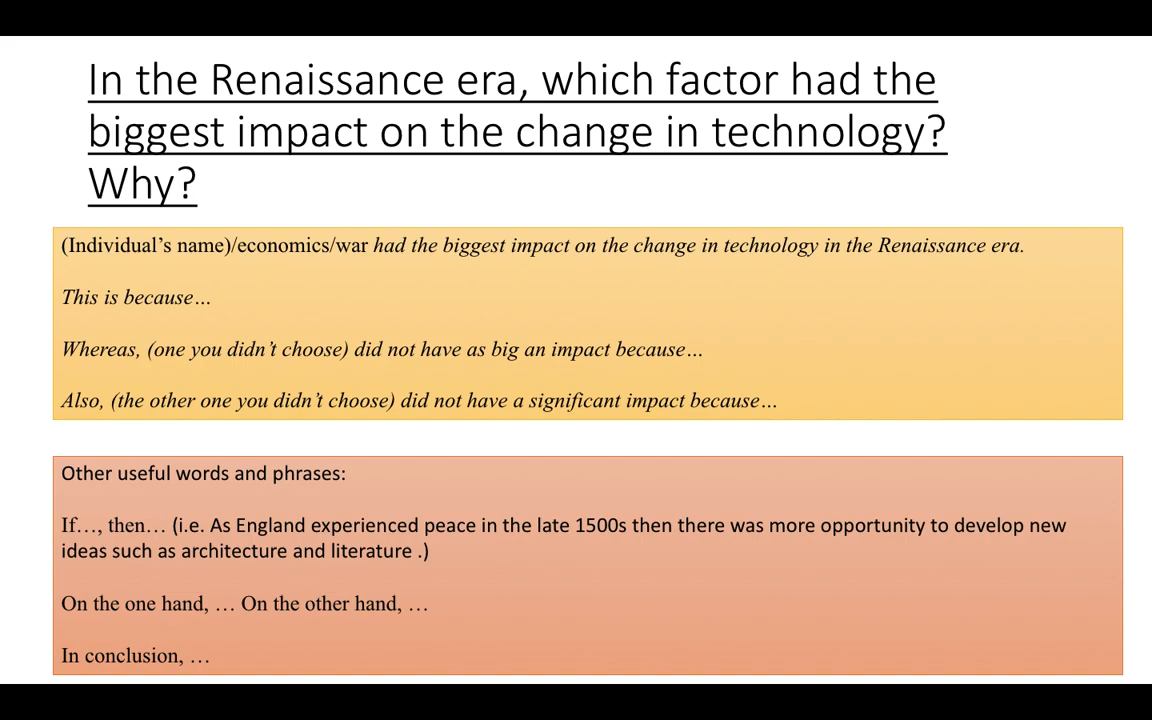 In the Renaissance era, which factor had the
biggest impact on the change in technology?
Why?
(Individual’s name)/economics/war had the biggest impact on the change in technology in the Renaissance era.
This is because…
Whereas, (one you didn’t choose) did not have as big an impact because…
Also, (the other one you didn’t choose) did not have a significant impact because…
Other useful words and phrases:
If…, then… (i.e. As England experienced peace in the late 1500s then there was more opportunity to develop new
ideas such as architecture and literature .)
On the one hand, … On the other hand, …
In conclusion, …